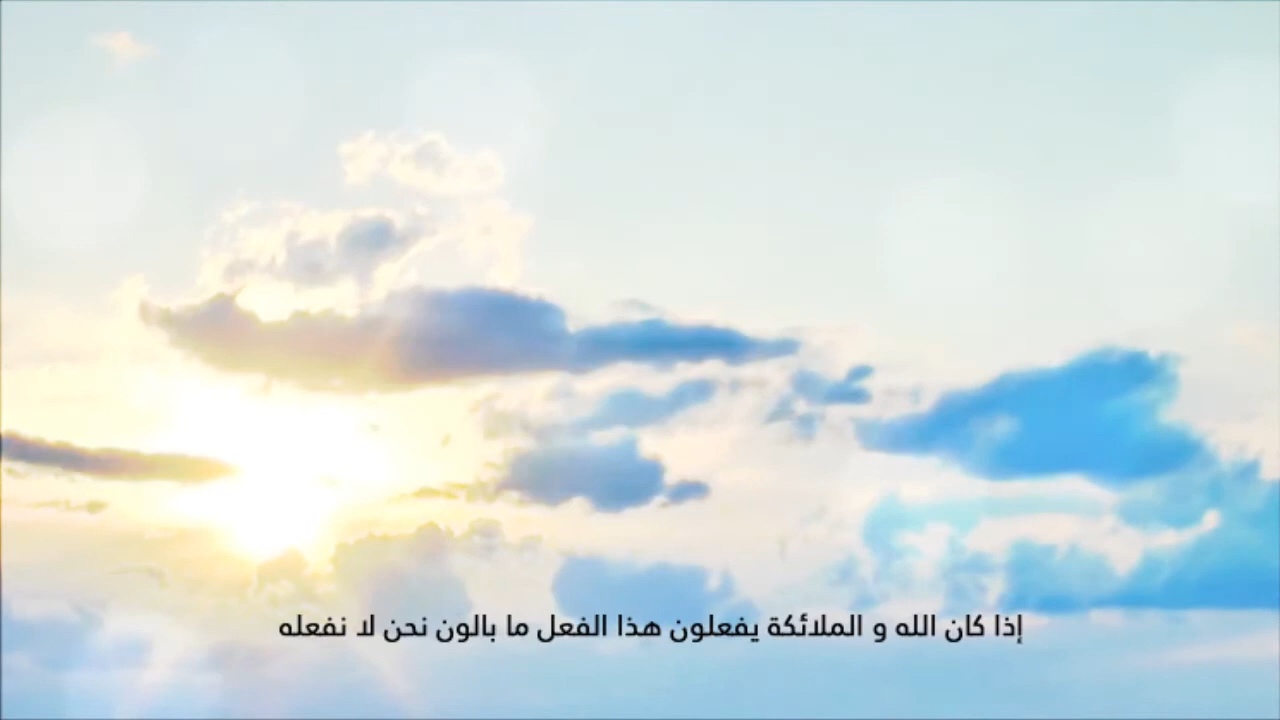 إذا كان الله و الملائكة يفعلون هذا الفعل ما بالون نحن لا نفعله